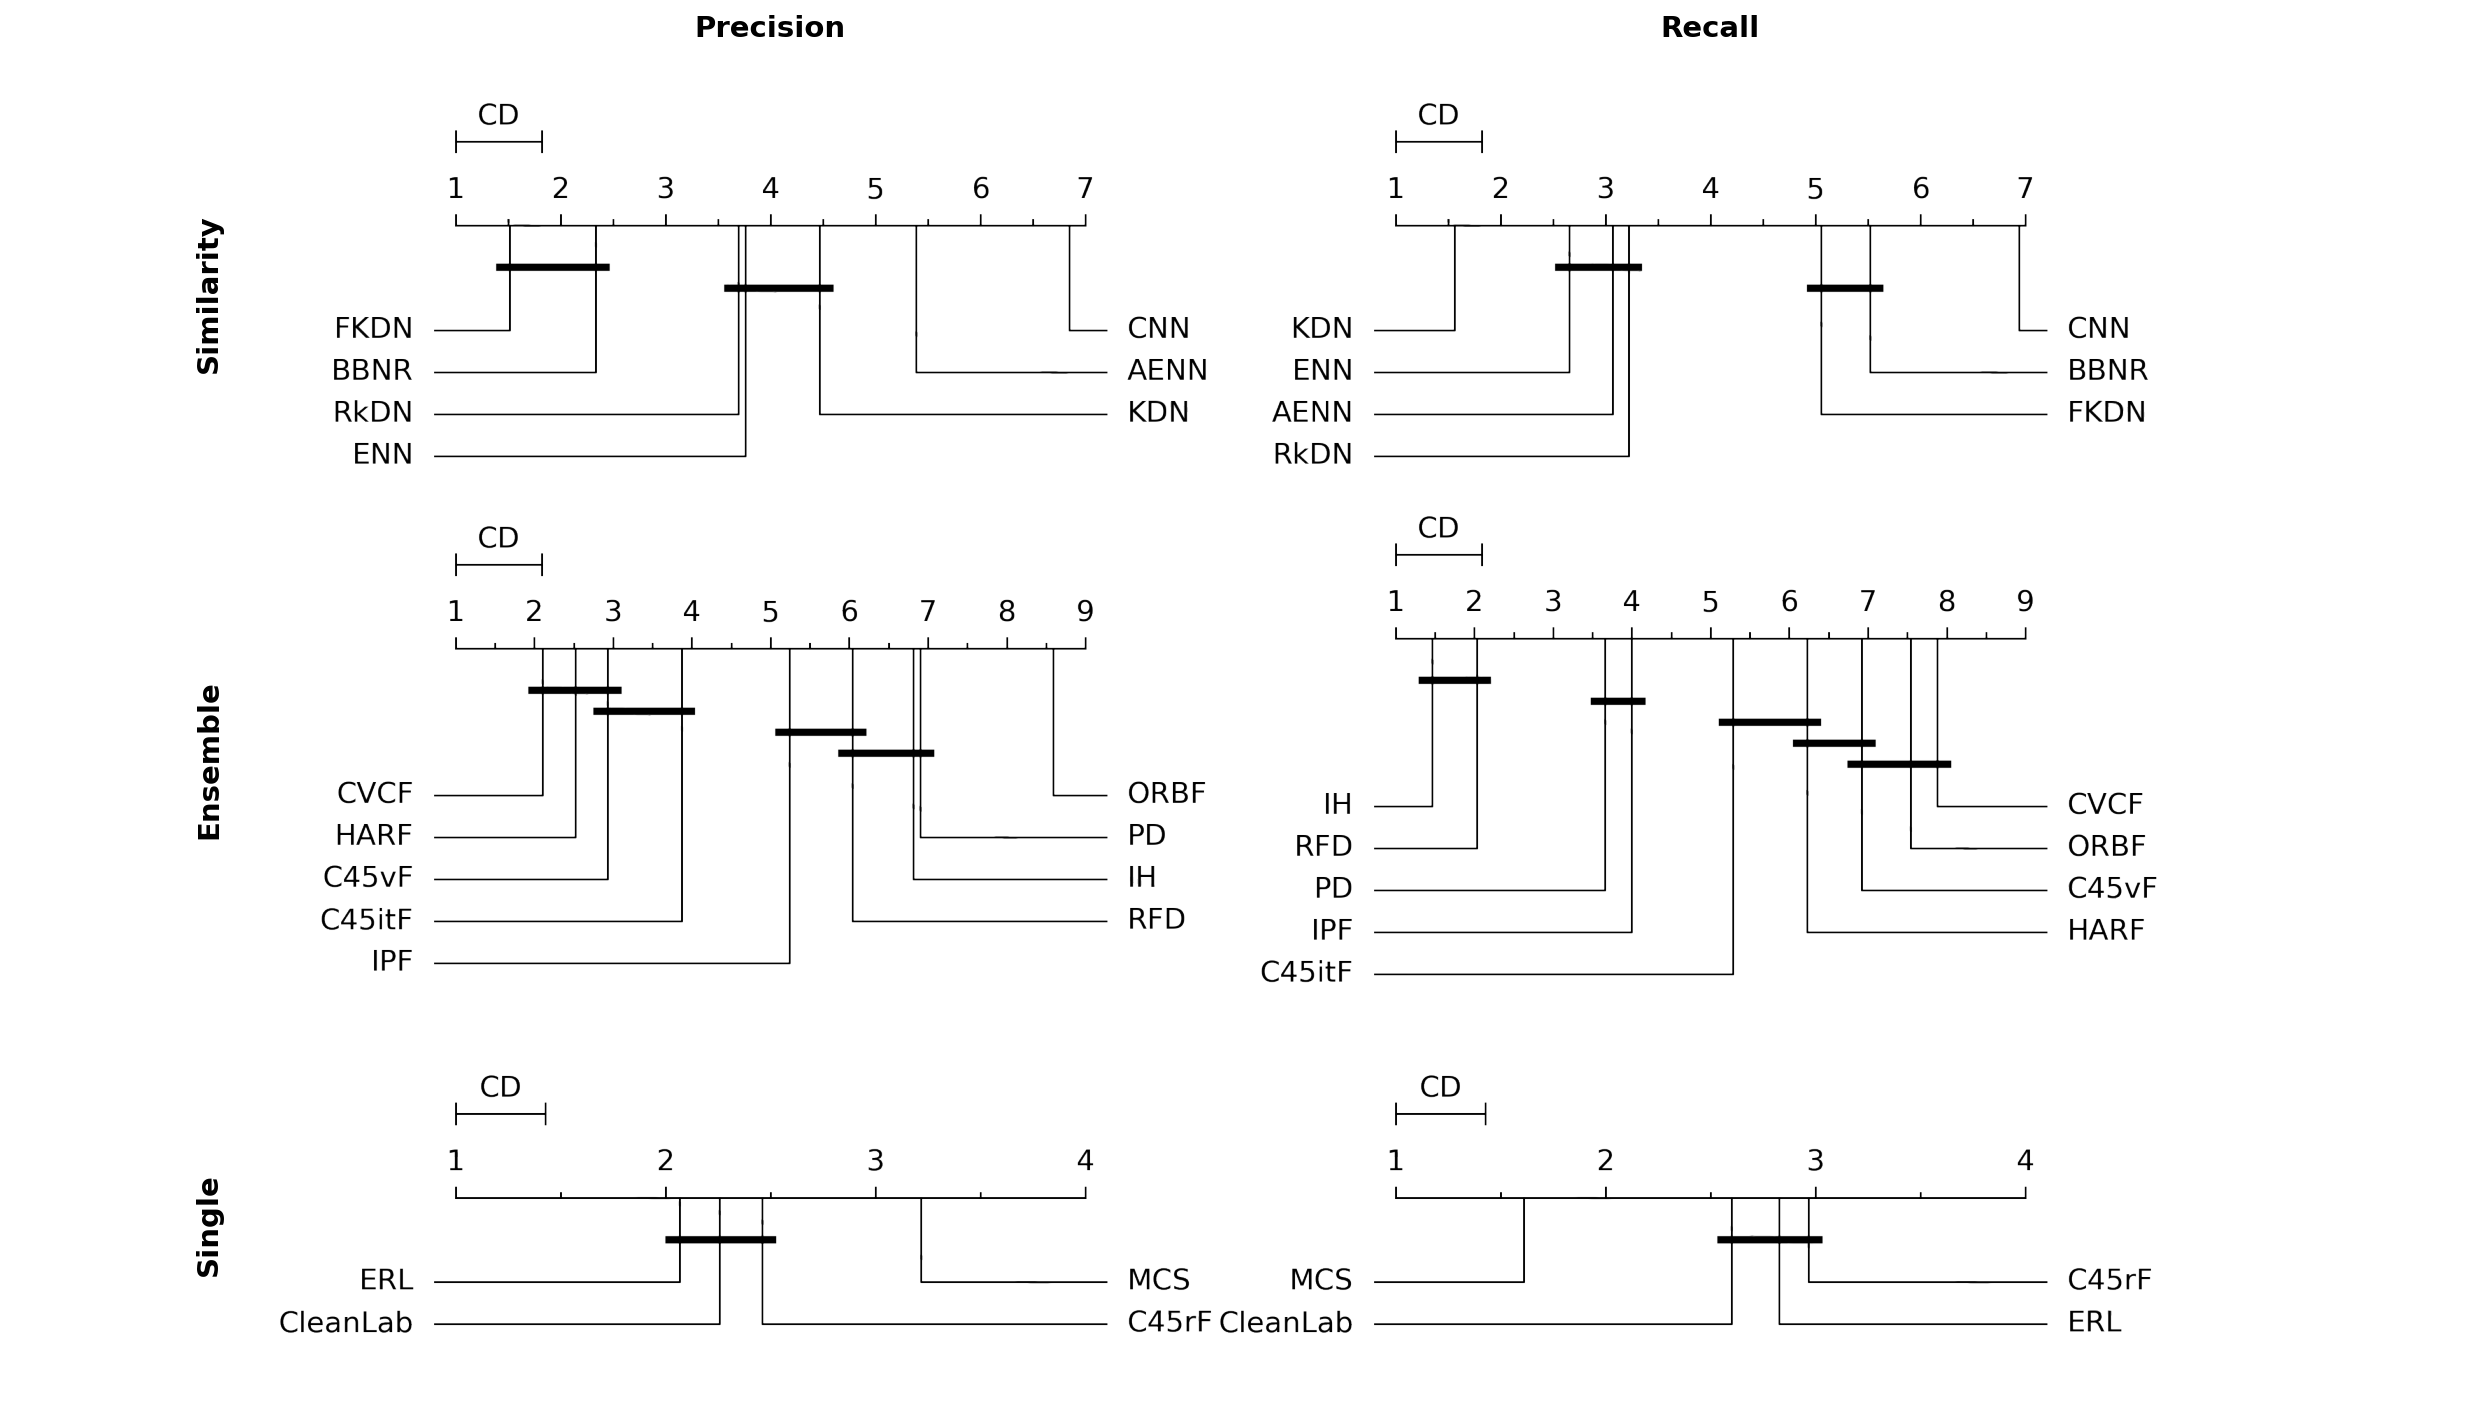 Precision
Recall
Similarity
CD
1 2 3 4 5 6 7
FKDN
BBNR
RkDN
ENN
CNN
AENN
KDN
CD
1 2 3 4 5 6 7
KDN
ENN
AENN
RkDN
CNN
BBNR
FKDN
Ensemble
CD
1 2 3 4 5 6 7 8 9
CVCF
HARF
C45vF
C45itF
IPF
ORBF
PD
IH
RFD
CD
1 2 3 4 5 6 7 8 9
IH
RFD
PD
IPF
C45itF
CVCF
ORBF
C45vF
HARF
Single
CD
1 2 3 4
ERL
CleanLab
MCS
C45rF
CD
1 2 3 4
MCS
CleanLab
C45rF
ERL